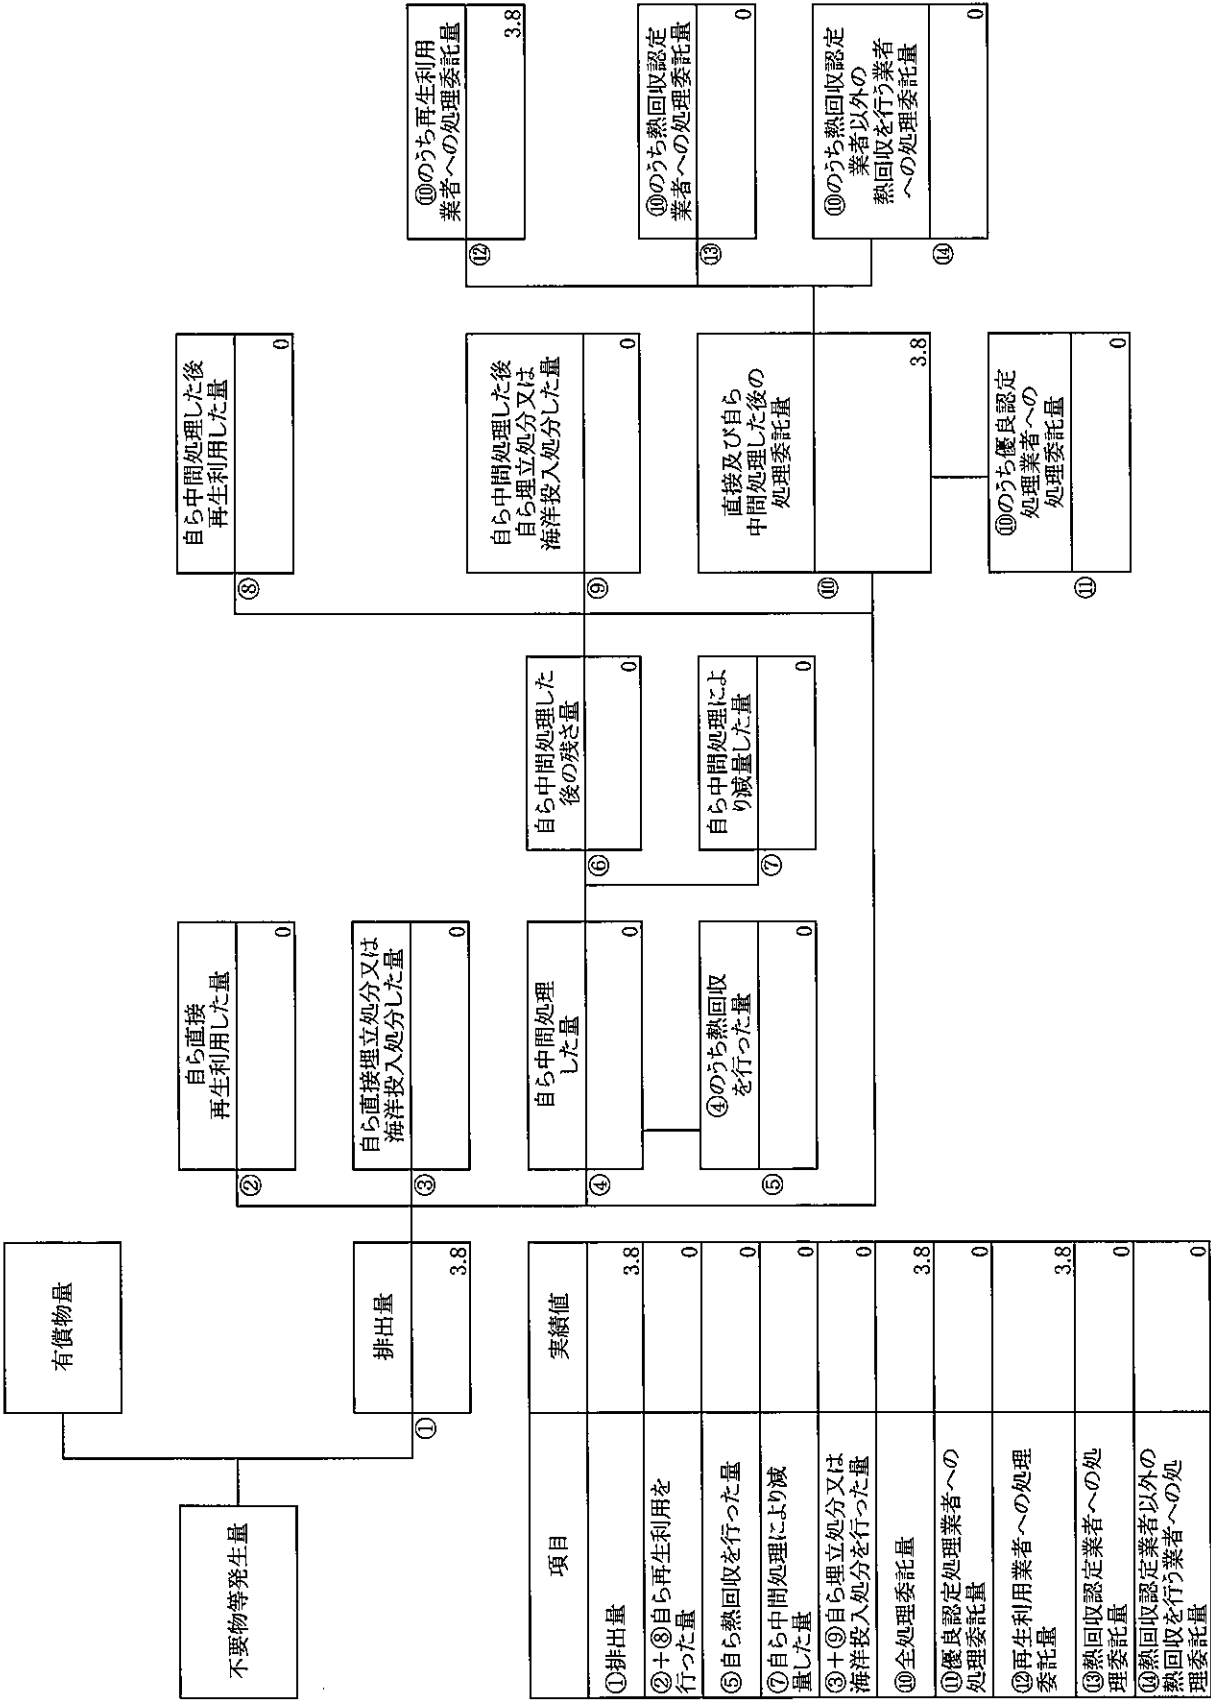 不要物等発生量
有償物量
①
排出量
3.8
②
自ら直接
再生利用した量
0
③
自ら直接埋立処分又は
海洋投入処分した量
0
④
自ら中間処理
した量
0
⑤
④のうち熱回収
を行った量
0
⑥
自ら中間処理した
後の残さ量
0
⑦
自ら中間処理によ
り減量した量
0
⑧
自ら中間処理した後
再生利用した量
0
⑨
自ら中間処理した後
自ら埋立処分又は
海洋投入処分した量
0
⑩
直接及び自ら
中間処理した後の
処理委託量
3.8
⑪
⑩のうち優良認定
処理業者への
処理委託量
0
⑫
⑩のうち再生利用
業者への処理委託量
3.8
⑬
⑩のうち熱回収認定
業者への処理委託量
0
⑭
⑩のうち熱回収認定
業者以外の
熱回収を行う業者
への処理委託量
0
項目
実績値
①排出量
3.8
②+⑧自ら再生利用を
行った量
0
⑤自ら熱回収を行った量
0
⑦自ら中間処理により減
量した量
0
③+⑨自ら埋立処分又は
海洋投入処分を行った量
0
⑩全処理委託量
3.8
⑪優良認定処理業者への
処理委託量
0
⑫再生利用業者への処理
委託量
3.8
⑬熱回収認定業者への処
理委託量
0
⑭熱回収認定業者以外の
熱回収を行う業者への処
理委託量
0